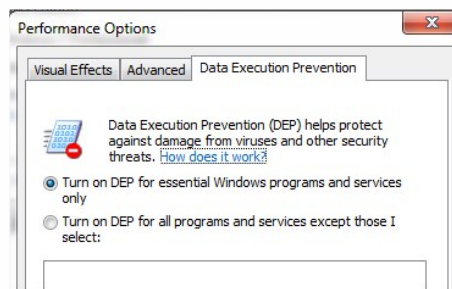 Performance Options
Visual Effects Advanced Data Execution Prevention
Data Execution Prevention (DEP) helps protect
against damage from viruses and other security
threats. How does it work?
Turn on DEP for essential Windows programs and services
only
Turn on DEP for all programs and services except those I
select: